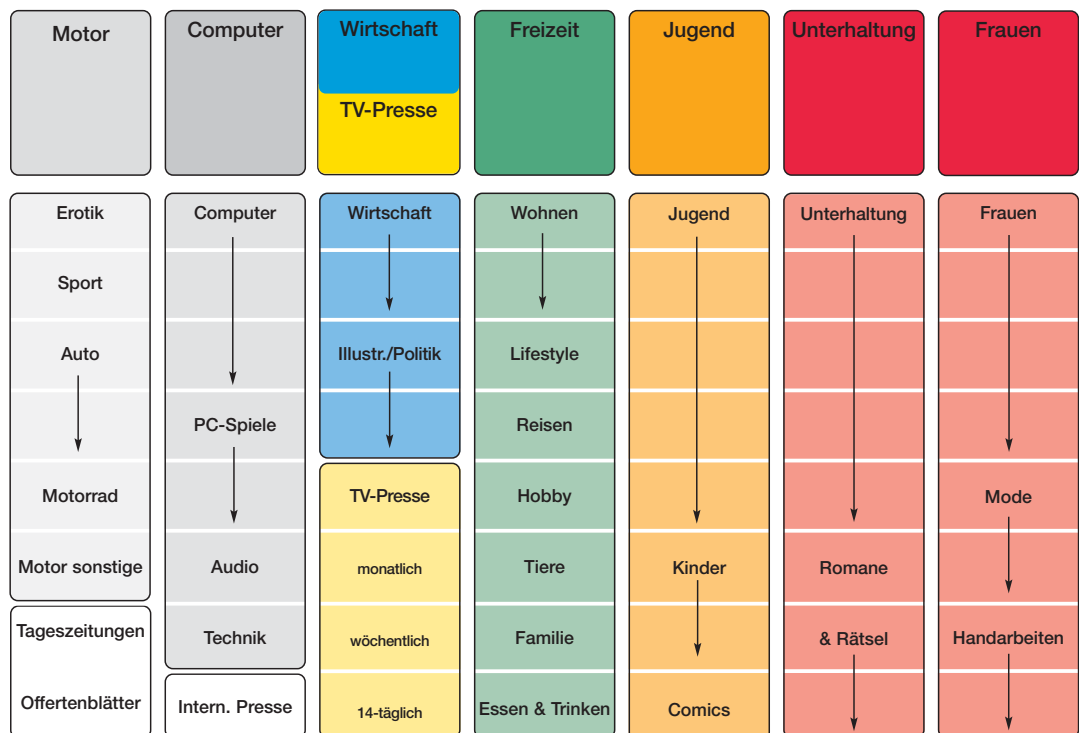 Motor
Computer
Wirtschaft
TV-Presse
Freizeit
Jugend
Unterhaltung
Frauen
Erotik
Sport
Auto
Motorrad
Motor sonstige
Tageszeitungen
Offertenblätter
Computer
PC-Spiele
Audio
Technik
Intern. Presse
Wirtschaft
Illustr./Politik
TV-Presse
monatlich
wöchentlich
14-täglich
Wohnen
Lifestyle
Reisen
Hobby
Tiere
Familie
Essen & Trinken
Jugend
Kinder
Comics
Unterhaltung
Romane
& Rätsel
Frauen
Mode
Handarbeiten